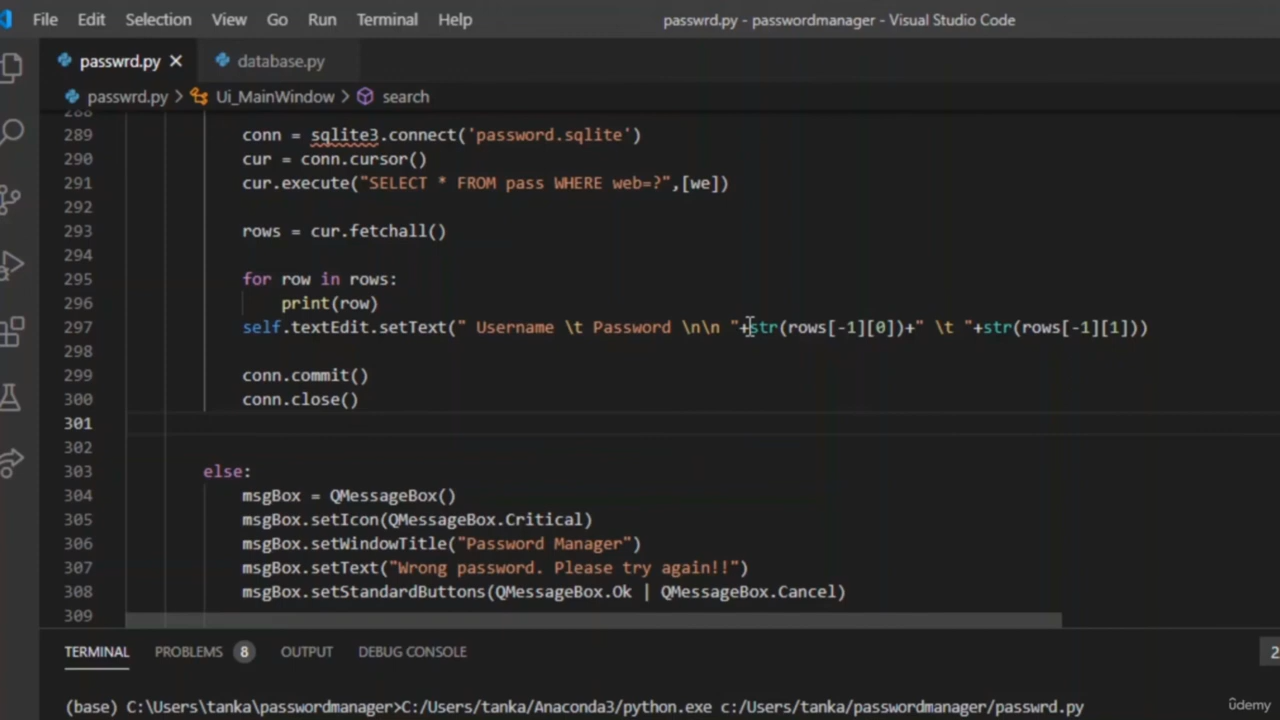 File Edit Selection View Go Run Terminal Help passwrd.py - passwordmanager - Visual Studio Code
passwrd.py × database.py
passwrd.py > Ui_MainWindow > search
288
289 conn = sqlite3.connect('password.sqlite')
290 cur = conn.cursor()
291 cur.execute("SELECT * FROM pass WHERE web=?",[we])
292
293 rows = cur.fetchall()
294
295 for row in rows:
296 print(row)
297 self.textEdit.setText(" Username \t Password \n\n "+str(rows[-1][0])+" \t "+str(rows[-1][1]))
298
299 conn.commit()
300 conn.close()
301
302
303 else:
304 msgBox = QMessageBox()
305 msgBox.setIcon(QMessageBox.Critical)
306 msgBox.setWindowTitle("Password Manager")
307 msgBox.setText("Wrong password. Please try again!!")
308 msgBox.setStandardButtons(QMessageBox.Ok | QMessageBox.Cancel)
309
TERMINAL PROBLEMS 8 OUTPUT DEBUG CONSOLE 2
(base) C:\Users\tanka\passwordmanager>C:/Users/tanka/Anaconda3/python.exe c:/Users/tanka/passwordmanager/passwrd.py
udemy